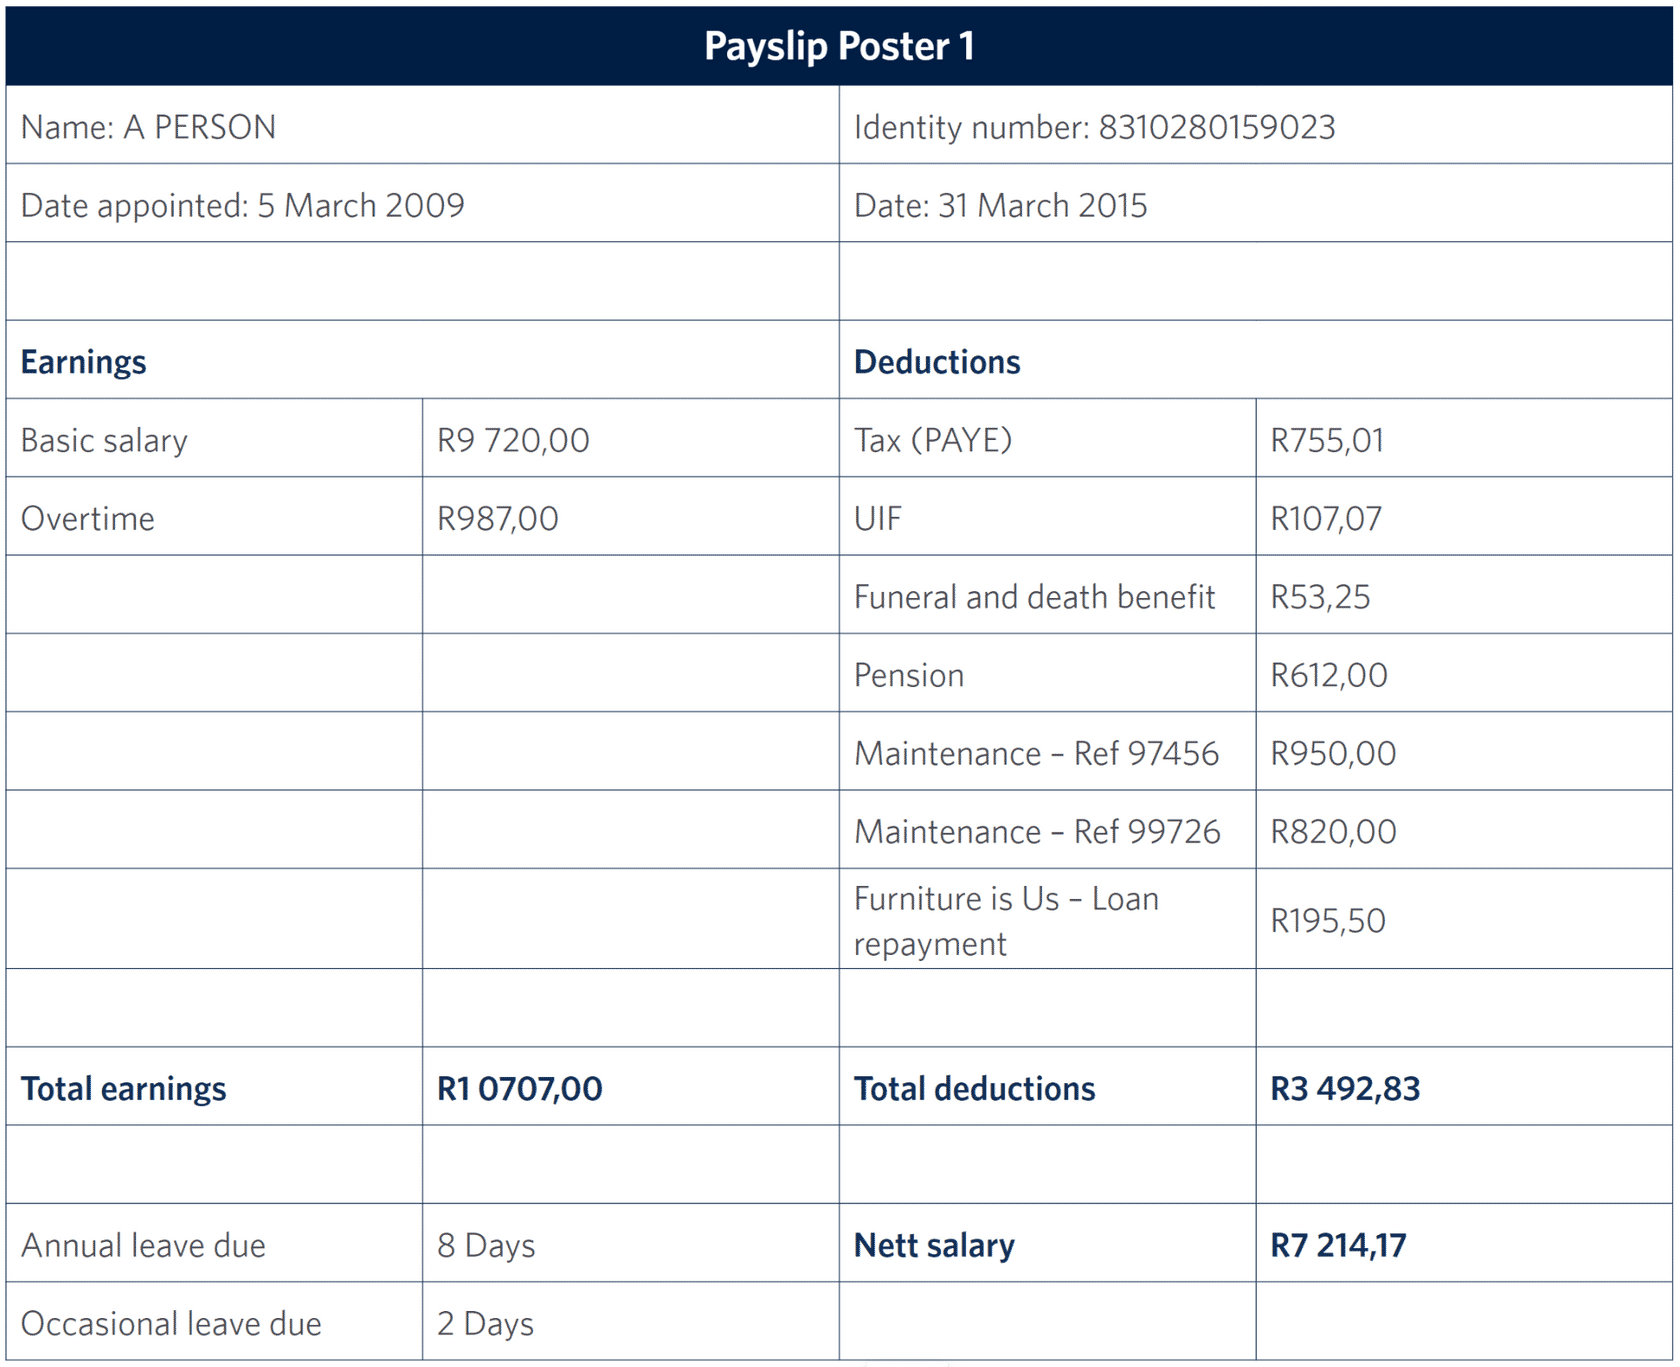 Payslip Poster 1
Name: A PERSON
Identity number: 8310280159023
Date appointed: 5 March 2009
Date: 31 March 2015
Earnings
Deductions
Basic salary
R9 720,00
Tax (PAYE)
R755,01
Overtime
R987,00
UIF
R107,07
Funeral and death benefit
R53,25
Pension
R612,00
Maintenance – Ref 97456
R950,00
Maintenance – Ref 99726
R820,00
Furniture is Us – Loan
repayment
R195,50
Total earnings
R1 0707,00
Total deductions
R3 492,83
Annual leave due
8 Days
Nett salary
R7 214,17
Occasional leave due
2 Days